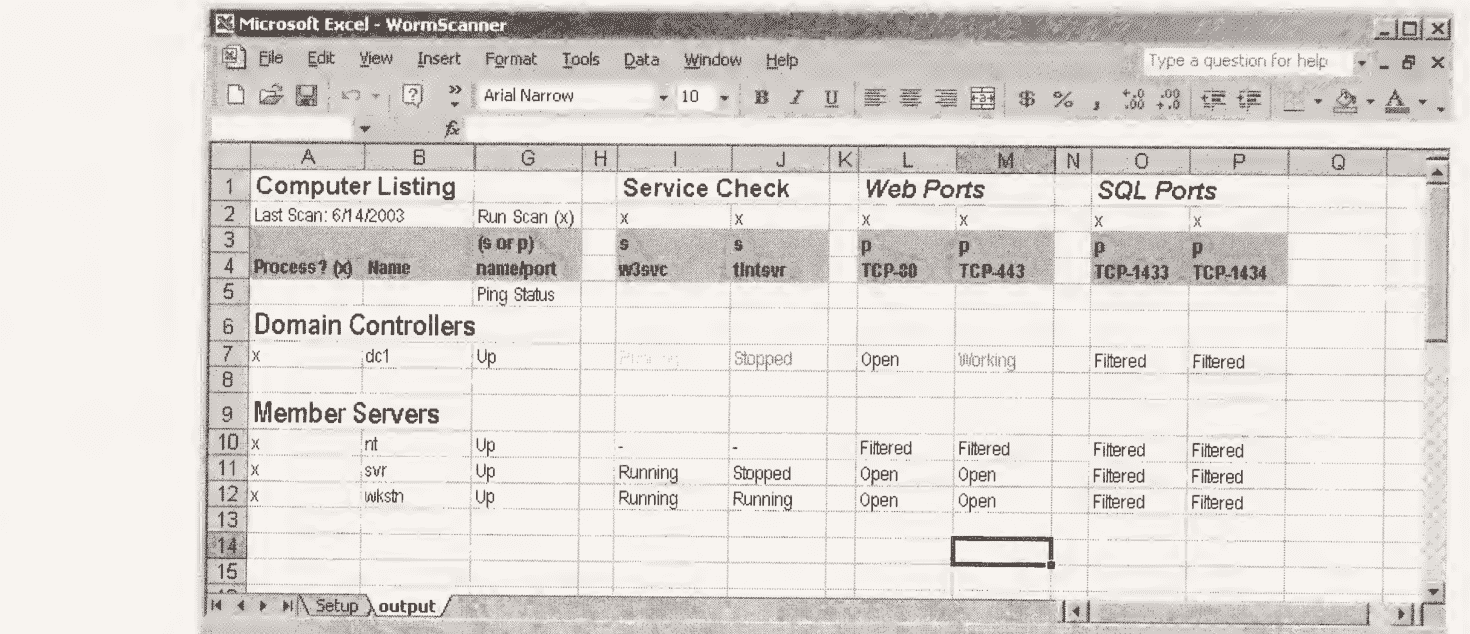 Microsoft Excel - WormScanner
File Edit View Insert Format Tools Data Window Help Type a question for help
Arial Narrow 10 B I U $ % ,
fx
A B G H I J K L M N O P Q
1 Computer Listing Service Check Web Ports SQL Ports
2 Last Scan: 6/14/2003 Run Scan (x) x x x x x x
3 (s or p) s s p p p p
4 Process? (x) Name name/port w3svc tlntsvr TCP-80 TCP-443 TCP-1433 TCP-1434
5 Ping Status
6 Domain Controllers
7 x dc1 Up Stopped Open Working Filtered Filtered
8
9 Member Servers
10 x nt Up - - Filtered Filtered Filtered Filtered
11 x svr Up Running Stopped Open Open Filtered Filtered
12 x wkstn Up Running Running Open Open Filtered Filtered
13
14
15
Setup output